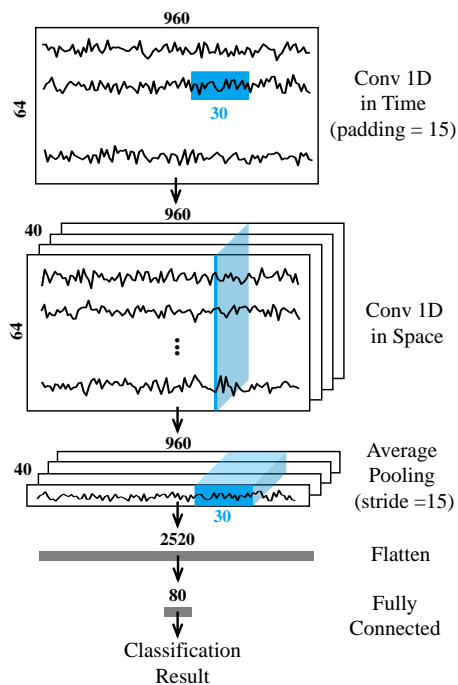 960
64
30
Conv 1D
in Time
(padding = 15)
960
40
64
Conv 1D
in Space
960
40
30
Average
Pooling
(stride =15)
2520
Flatten
80
Fully
Connected
Classification
Result